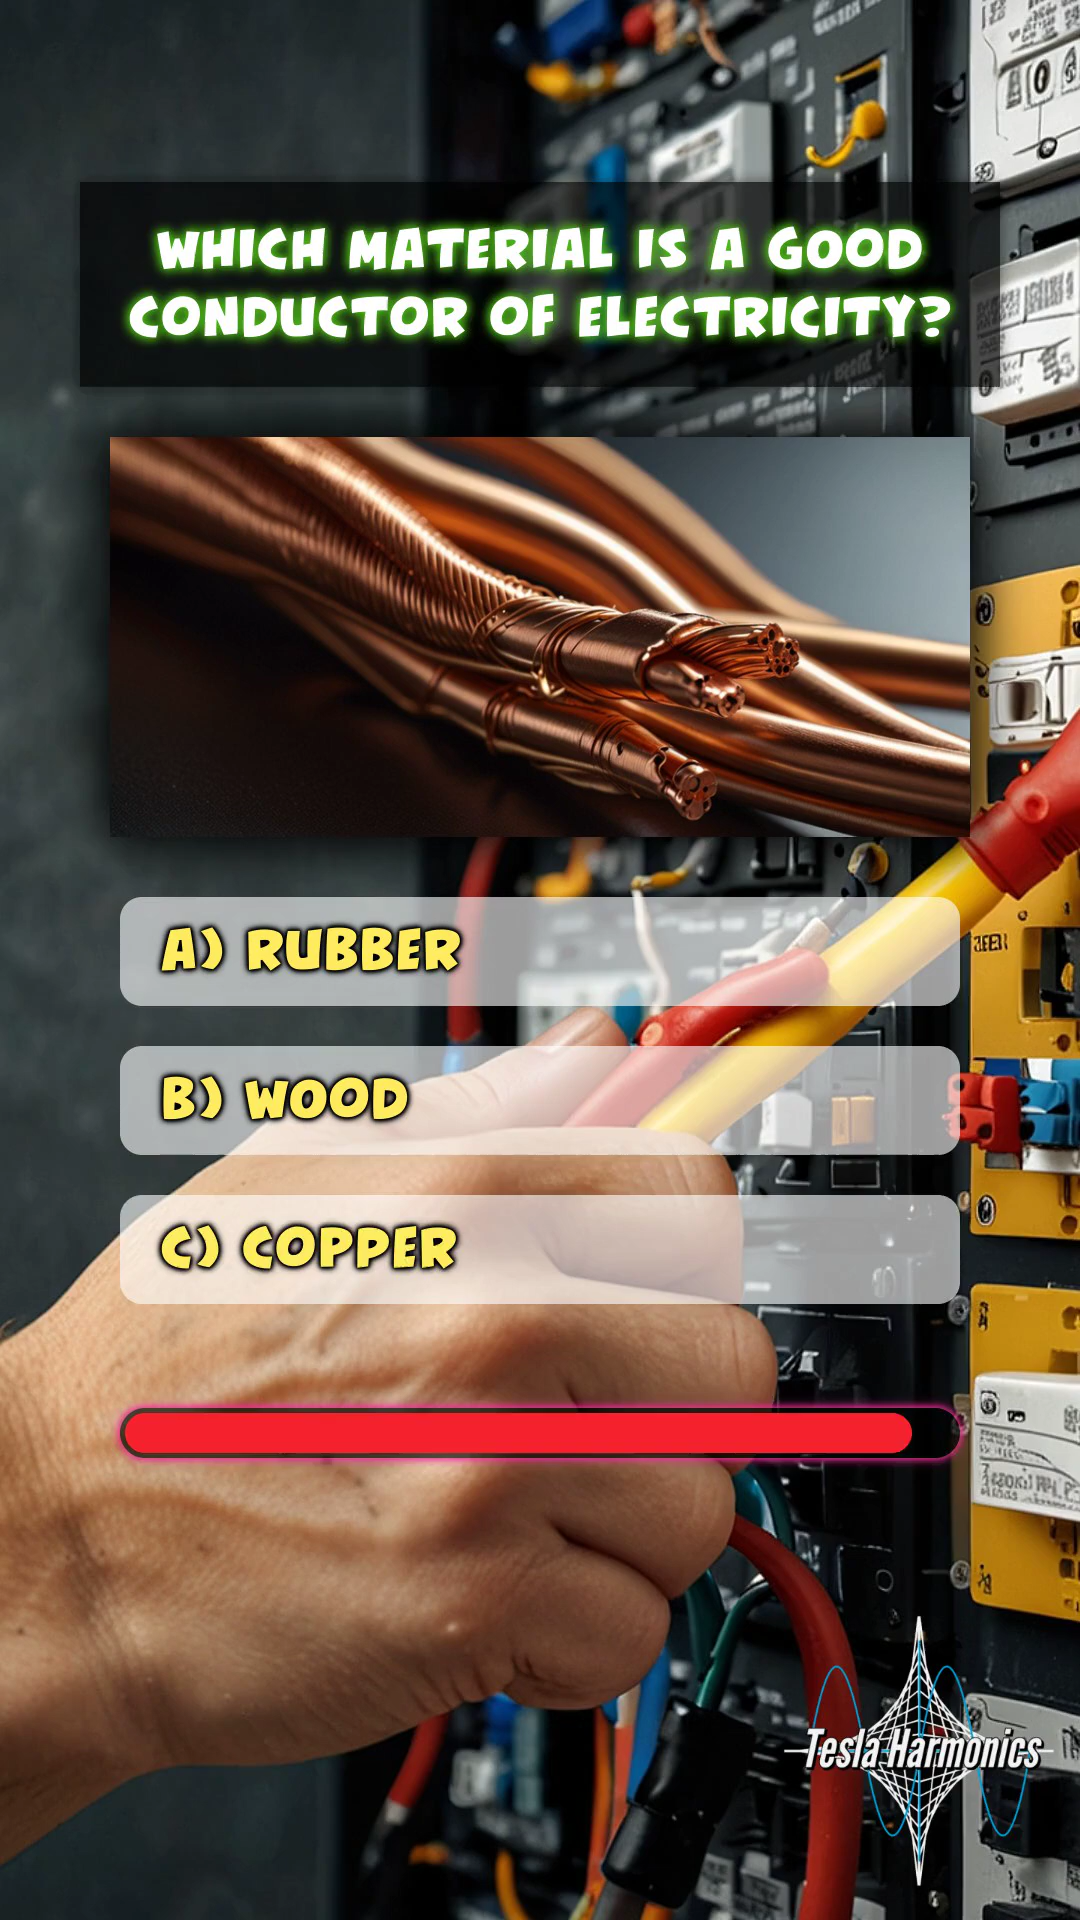 WHICH MATERIAL IS A GOOD
CONDUCTOR OF ELECTRICITY?
A) RUBBER
B) WOOD
C) COPPER
Tesla Harmonics